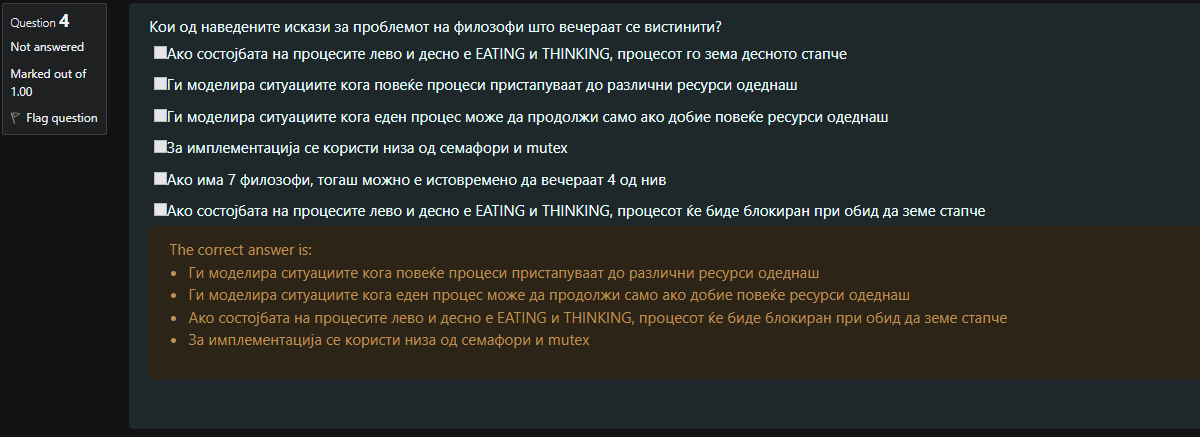 Question 4
Not answered
Marked out of
1.00
Flag question
Кои од наведените искази за проблемот на филозофи што вечераат се вистинити?
Ако состојбата на процесите лево и десно е EATING и THINKING, процесот го зема десното стапче
Ги моделира ситуациите кога повеќе процеси пристапуваат до различни ресурси одеднаш
Ги моделира ситуациите кога еден процес може да продолжи само ако добие повеќе ресурси одеднаш
За имплементација се користи низа од семафори и mutex
Ако има 7 филозофи, тогаш можно е истовремено да вечераат 4 од нив
Ако состојбата на процесите лево и десно е EATING и THINKING, процесот ќе биде блокиран при обид да земе стапче
The correct answer is:
• Ги моделира ситуациите кога повеќе процеси пристапуваат до различни ресурси одеднаш
• Ги моделира ситуациите кога еден процес може да продолжи само ако добие повеќе ресурси одеднаш
• Ако состојбата на процесите лево и десно е EATING и THINKING, процесот ќе биде блокиран при обид да земе стапче
• За имплементација се користи низа од семафори и mutex